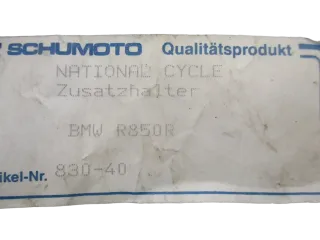 SCHUMOTO Qualitätsprodukt
NATIONAL CYCLE
Zusatzhalter
BMW R850R
ikel-Nr. 830-40